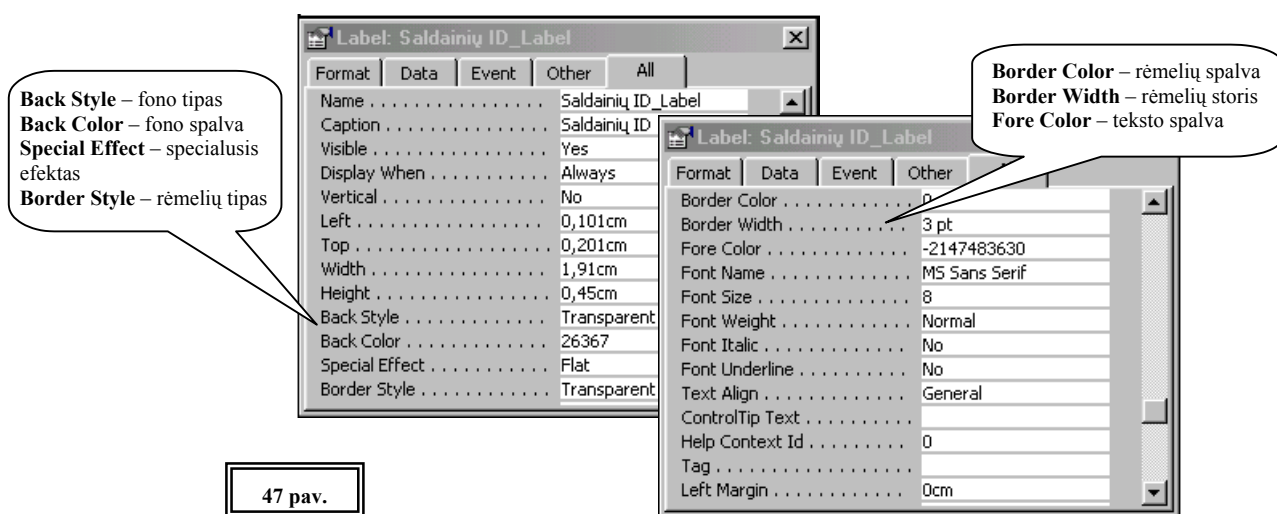 Back Style – fono tipas
Back Color – fono spalva
Special Effect – specialusis
efektas
Border Style – rėmelių tipas
Label: Saldainių ID_Label
Format Data Event Other All
Name . . . . . . . . . . . . . . . . . Saldainių ID_Label
Caption . . . . . . . . . . . . . . . Saldainių ID
Visible . . . . . . . . . . . . . . . . Yes
Display When . . . . . . . . . . Always
Vertical . . . . . . . . . . . . . . . No
Left . . . . . . . . . . . . . . . . . . 0,101cm
Top . . . . . . . . . . . . . . . . . . 0,201cm
Width . . . . . . . . . . . . . . . . 1,91cm
Height . . . . . . . . . . . . . . . . 0,45cm
Back Style . . . . . . . . . . . . . Transparent
Back Color . . . . . . . . . . . . . 26367
Special Effect . . . . . . . . . . . Flat
Border Style . . . . . . . . . . . . Transparent
Border Color – rėmelių spalva
Border Width – rėmelių storis
Fore Color – teksto spalva
Label: Saldainių ID_Label
Format Data Event Other
Border Color . . . . . . . . . . . . 0
Border Width . . . . . . . . . . . 3 pt
Fore Color . . . . . . . . . . . . . -2147483630
Font Name . . . . . . . . . . . . . MS Sans Serif
Font Size . . . . . . . . . . . . . . 8
Font Weight . . . . . . . . . . . . Normal
Font Italic . . . . . . . . . . . . . No
Font Underline . . . . . . . . . . No
Text Align . . . . . . . . . . . . . General
ControlTip Text . . . . . . . . . .
Help Context Id . . . . . . . . . 0
Tag . . . . . . . . . . . . . . . . . .
Left Margin . . . . . . . . . . . . 0cm
47 pav.